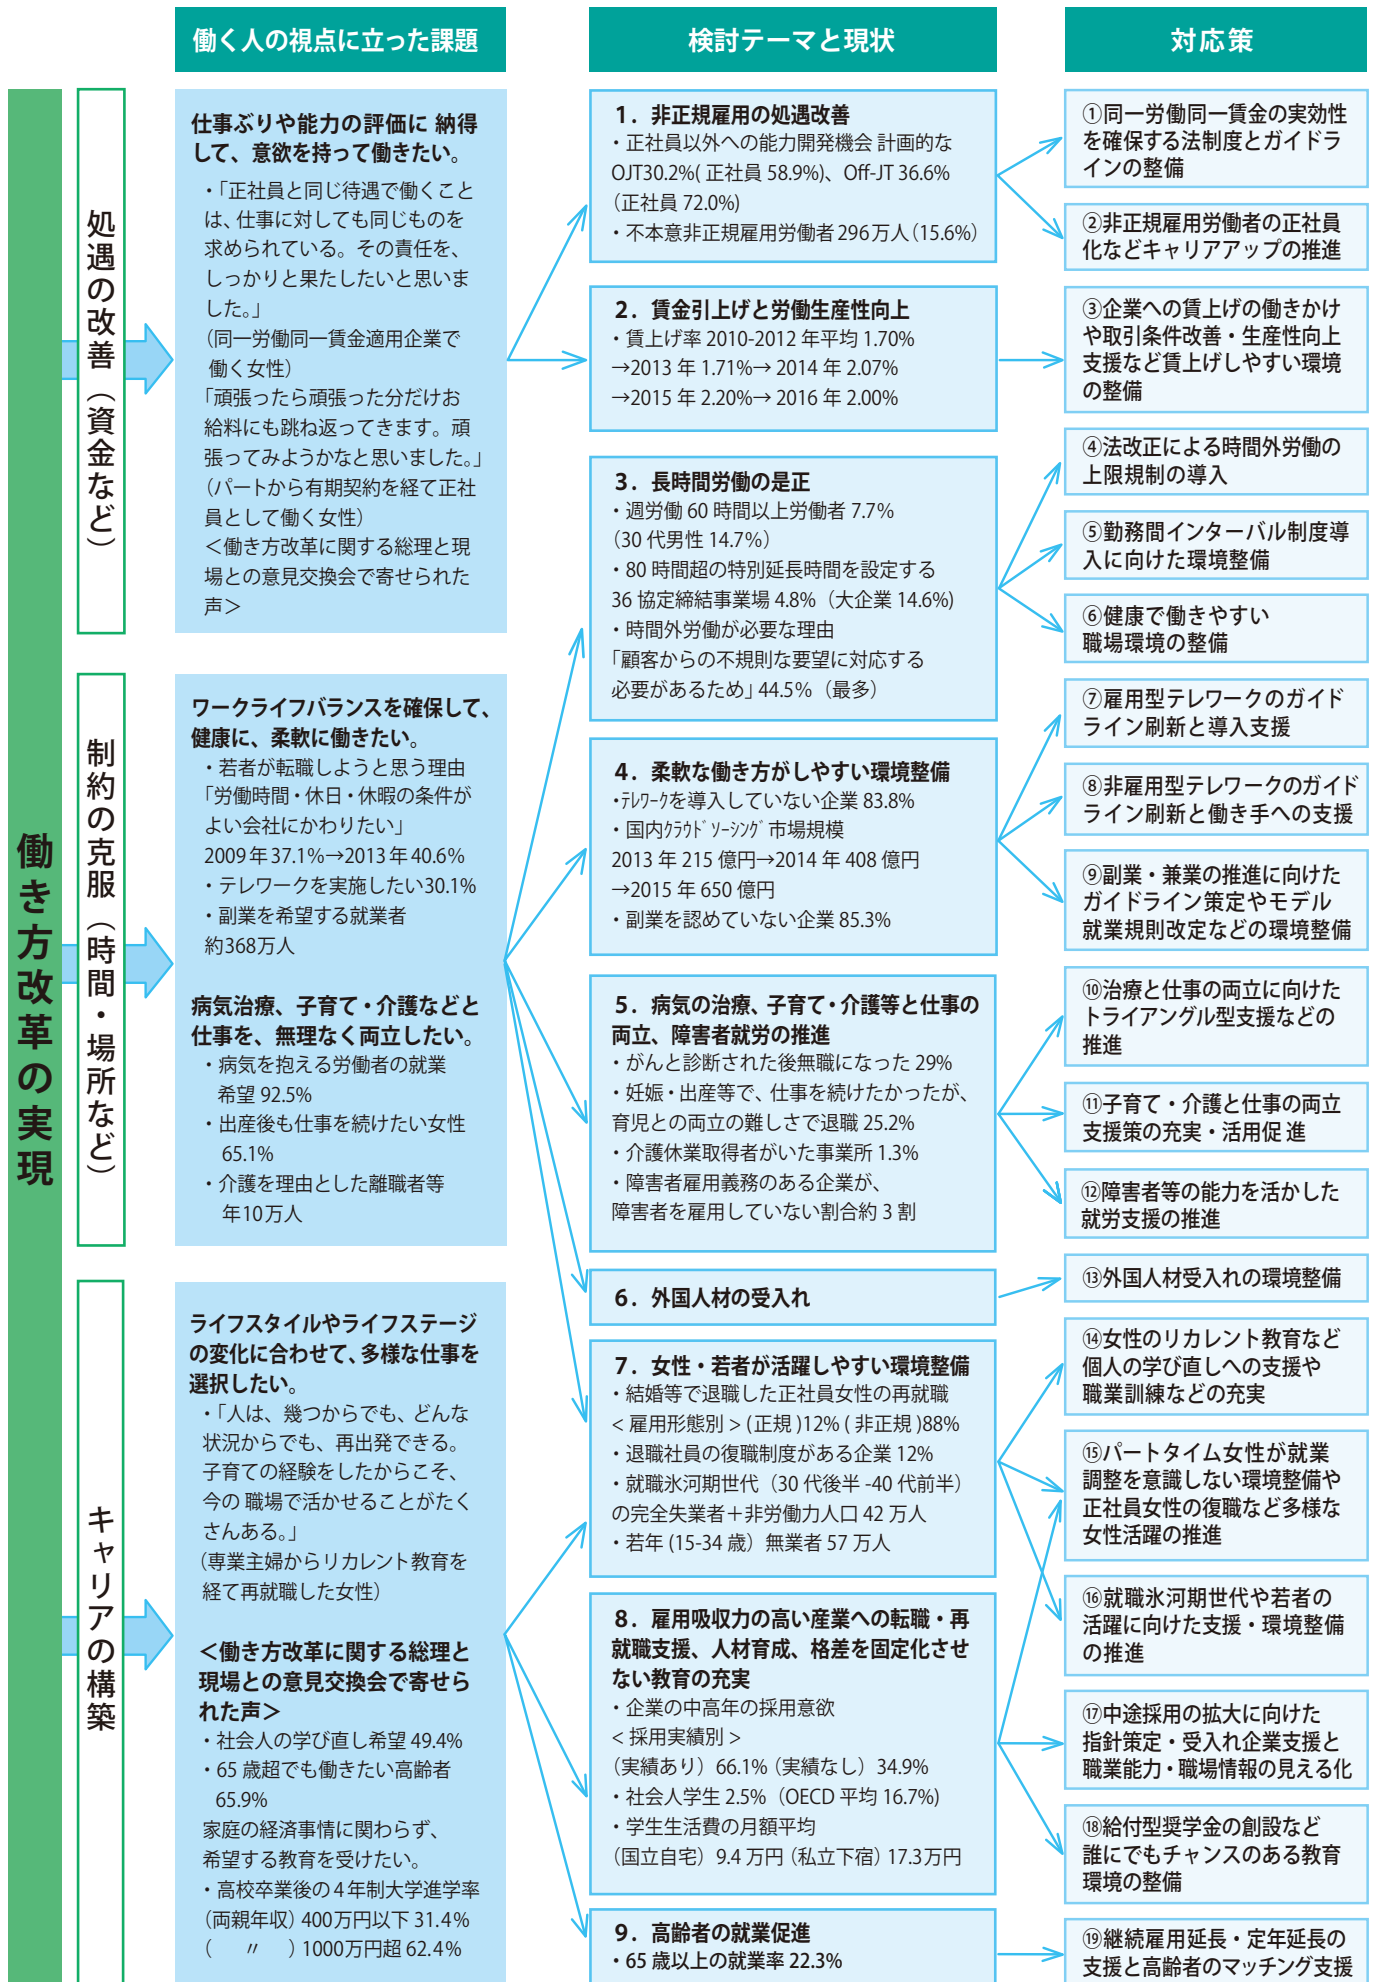 働く人の視点に立った課題
検討テーマと現状
対応策
働き方改革の実現
処遇の改善（資金など）
仕事ぶりや能力の評価に 納得
して、意欲を持って働きたい。
・「正社員と同じ待遇で働くこと
は、仕事に対しても同じものを
求められている。その責任を、
しっかりと果たしたいと思いま
した。」
(同一労働同一賃金適用企業で
働く女性）
「頑張ったら頑張った分だけお
給料にも跳ね返ってきます。頑
張ってみようかなと思いました。」
（パートから有期契約を経て正社
員として働く女性）
＜働き方改革に関する総理と現
場との意見交換会で寄せられた
声＞
制約の克服（時間・場所など）
ワークライフバランスを確保して、
健康に、柔軟に働きたい。
・若者が転職しようと思う理由
「労働時間・休日・休暇の条件が
よい会社にかわりたい」
2009年37.1%→2013年40.6%
・テレワークを実施したい30.1%
・副業を希望する就業者
約368万人
病気治療、子育て・介護などと
仕事を、無理なく両立したい。
・病気を抱える労働者の就業
希望 92.5%
・出産後も仕事を続けたい女性
65.1%
・介護を理由とした離職者等
年10万人
キャリアの構築
ライフスタイルやライフステージ
の変化に合わせて、多様な仕事を
選択したい。
・「人は、幾つからでも、どんな
状況からでも、再出発できる。
子育ての経験をしたからこそ、
今の 職場で活かせることがたく
さんある。」
（専業主婦からリカレント教育を
経て再就職した女性）
＜働き方改革に関する総理と
現場との意見交換会で寄せら
れた声＞
・社会人の学び直し希望 49.4%
・65 歳超でも働きたい高齢者
65.9%
家庭の経済事情に関わらず、
希望する教育を受けたい。
・高校卒業後の4年制大学進学率
（両親年収）400万円以下 31.4%
（　〃　）1000万円超 62.4%
1．非正規雇用の処遇改善
・正社員以外への能力開発機会 計画的な
OJT30.2%( 正社員 58.9%)、Off-JT 36.6%
（正社員 72.0%)
・不本意非正規雇用労働者296万人（15.6%）
2．賃金引上げと労働生産性向上
・賃上げ率 2010-2012 年平均 1.70%
→2013 年 1.71%→ 2014 年 2.07%
→2015 年 2.20%→ 2016 年 2.00%
3．長時間労働の是正
・週労働 60 時間以上労働者 7.7%
（30 代男性 14.7%）
・80 時間超の特別延長時間を設定する
36 協定締結事業場 4.8%（大企業 14.6%)
・時間外労働が必要な理由
「顧客からの不規則な要望に対応する
必要があるため」44.5%（最多）
4．柔軟な働き方がしやすい環境整備
・ﾃﾚﾜｰｸを導入していない企業 83.8%
・国内ｸﾗｳﾄﾞｿｰｼﾝｸﾞ市場規模
2013 年 215 億円→2014 年 408 億円
→2015 年 650 億円
・副業を認めていない企業 85.3%
5．病気の治療、子育て・介護等と仕事の
両立、障害者就労の推進
・がんと診断された後無職になった 29%
・妊娠・出産等で、仕事を続けたかったが、
育児との両立の難しさで退職 25.2%
・介護休業取得者がいた事業所 1.3%
・障害者雇用義務のある企業が、
障害者を雇用していない割合約 3 割
6．外国人材の受入れ
7．女性・若者が活躍しやすい環境整備
・結婚等で退職した正社員女性の再就職
< 雇用形態別 > (正規 )12% ( 非正規 )88%
・退職社員の復職制度がある企業 12%
・就職氷河期世代（30 代後半 -40 代前半）
の完全失業者＋非労働力人口 42 万人
・若年 (15-34 歳）無業者 57 万人
8．雇用吸収力の高い産業への転職・再
就職支援、人材育成、格差を固定化させ
ない教育の充実
・企業の中高年の採用意欲
< 採用実績別 >
（実績あり）66.1%（実績なし）34.9%
・社会人学生 2.5%（OECD 平均 16.7%)
・学生生活費の月額平均
（国立自宅）9.4 万円（私立下宿）17.3万円
9．高齢者の就業促進
・65 歳以上の就業率 22.3%
①同一労働同一賃金の実効性
を確保する法制度とガイドラ
インの整備
②非正規雇用労働者の正社員
化などキャリアアップの推進
③企業への賃上げの働きかけ
や取引条件改善・生産性向上
支援など賃上げしやすい環境
の整備
④法改正による時間外労働の
上限規制の導入
⑤勤務間インターバル制度導
入に向けた環境整備
⑥健康で働きやすい
職場環境の整備
⑦雇用型テレワークのガイド
ライン刷新と導入支援
⑧非雇用型テレワークのガイド
ライン刷新と働き手への支援
⑨副業・兼業の推進に向けた
ガイドライン策定やモデル
就業規則改定などの環境整備
⑩治療と仕事の両立に向けた
トライアングル型支援などの
推進
⑪子育て・介護と仕事の両立
支援策の充実・活用促 進
⑫障害者等の能力を活かした
就労支援の推進
⑬外国人材受入れの環境整備
⑭女性のリカレント教育など
個人の学び直しへの支援や
職業訓練などの充実
⑮パートタイム女性が就業
調整を意識しない環境整備や
正社員女性の復職など多様な
女性活躍の推進
⑯就職氷河期世代や若者の
活躍に向けた支援・環境整備
の推進
⑰中途採用の拡大に向けた
指針策定・受入れ企業支援と
職業能力・職場情報の見える化
⑱給付型奨学金の創設など
誰にでもチャンスのある教育
環境の整備
⑲継続雇用延長・定年延長の
支援と高齢者のマッチング支援